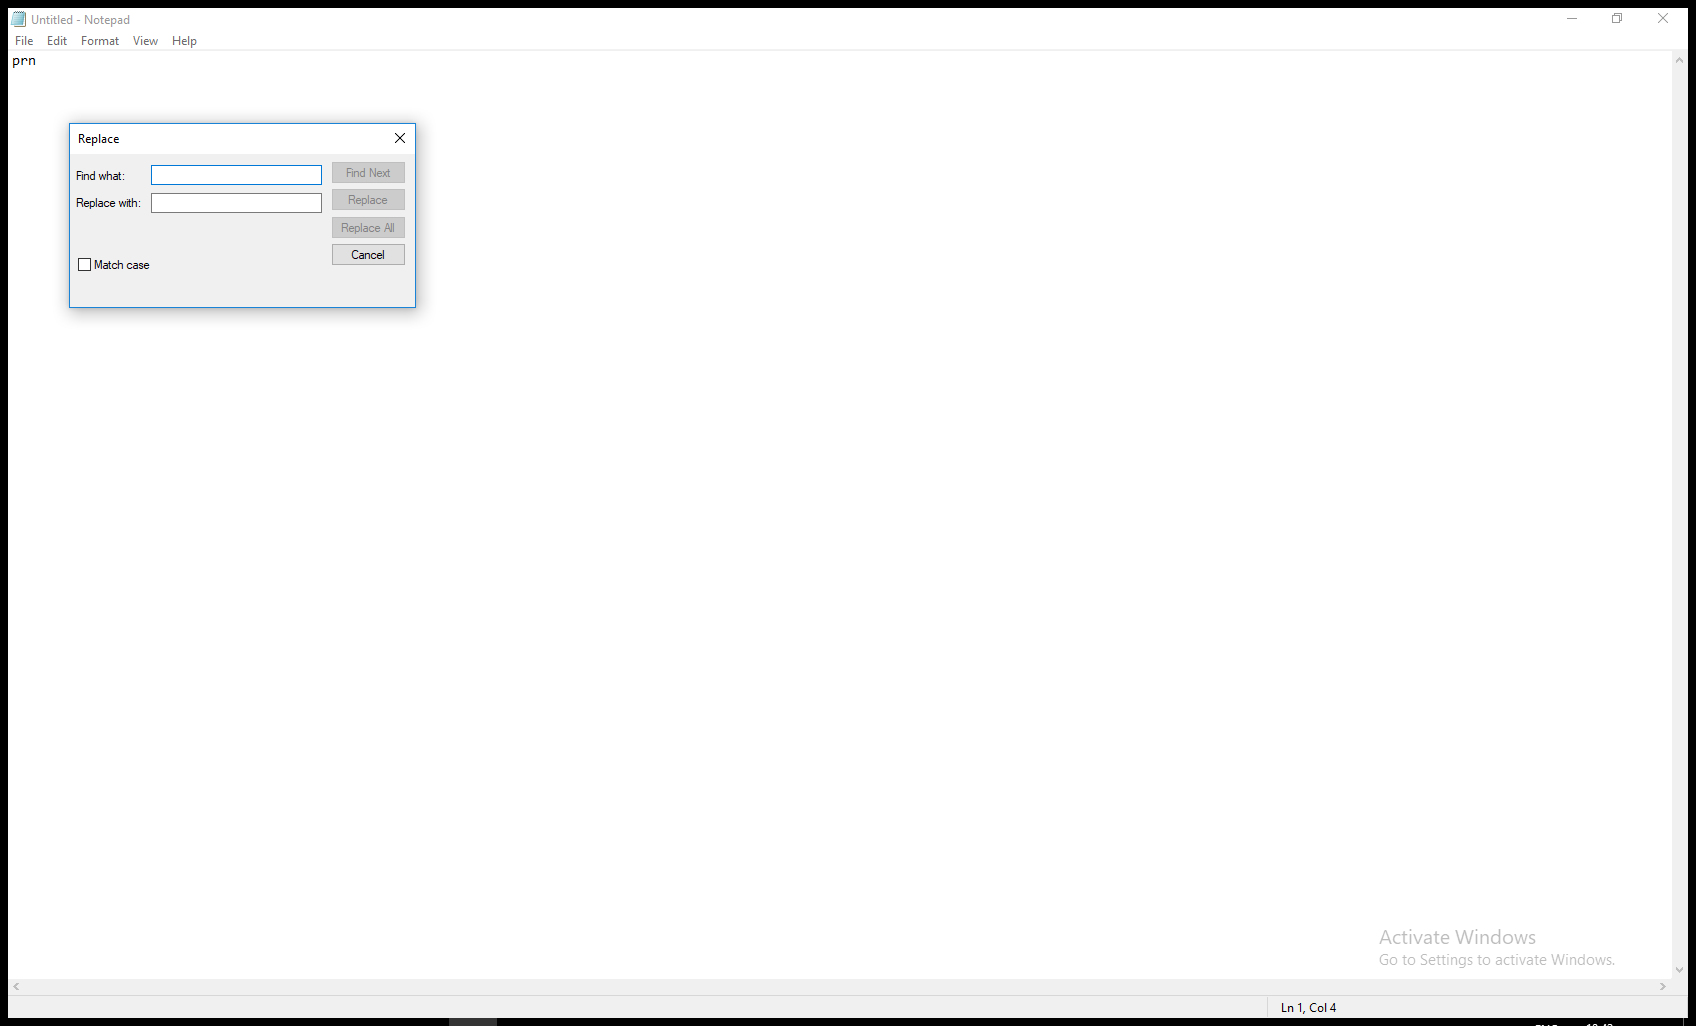 Untitled - Notepad
File Edit Format View Help
prn
Replace
Find what:
Find Next
Replace with:
Replace
Replace All
Cancel
Match case
Activate Windows
Go to Settings to activate Windows.
Ln 1, Col 4